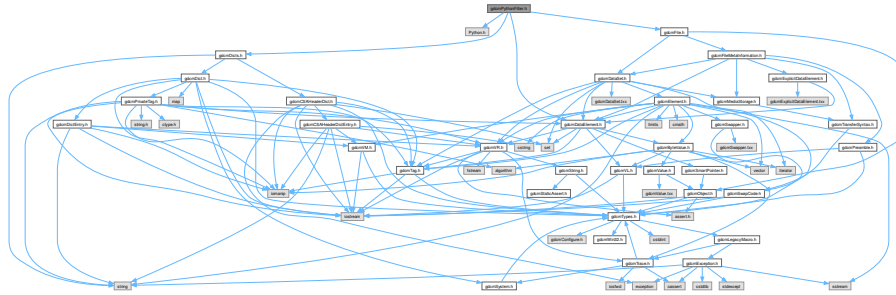 gdcmPythonFilter.h
Python.h
gdcmFile.h
gdcmDicts.h
gdcmFileMetaInformation.h
gdcmDict.h
gdcmDataSet.h
gdcmExplicitDataElement.h
gdcmPrivateTag.h
map
gdcmCSAHeaderDict.h
gdcmDataSet.txx
gdcmElement.h
gdcmMediaStorage.h
gdcmExplicitDataElement.txx
gdcmDictEntry.h
string.h
ctype.h
gdcmCSAHeaderDictEntry.h
gdcmDataElement.h
limits
cmath
gdcmSwapper.h
gdcmTransferSyntax.h
gdcmVM.h
gdcmVR.h
cstring
set
gdcmByteValue.h
gdcmSwapper.txx
gdcmPreamble.h
gdcmTag.h
fstream
algorithm
gdcmString.h
gdcmVL.h
gdcmValue.h
gdcmSmartPointer.h
vector
iterator
iomanip
gdcmStaticAssert.h
gdcmValue.txx
gdcmObject.h
gdcmSwapCode.h
iostream
gdcmTypes.h
assert.h
gdcmConfigure.h
gdcmWin32.h
cstdint
gdcmLegacyMacro.h
gdcmTrace.h
gdcmException.h
string
gdcmSystem.h
iosfwd
exception
cassert
cstdlib
stdexcept
sstream